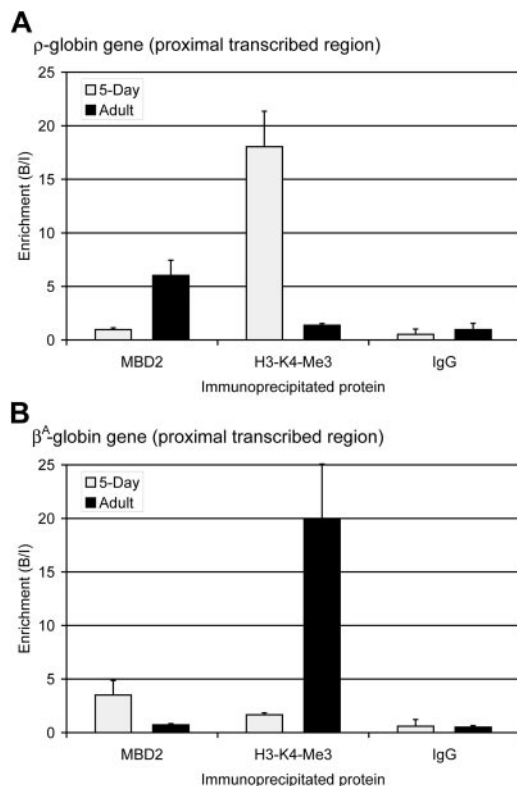 A
ρ-globin gene (proximal transcribed region)
25
20
15
10
5
0
Enrichment (B/I)
5-Day
Adult
MBD2 H3-K4-Me3 IgG
Immunoprecipitated protein
B
βᴬ-globin gene (proximal transcribed region)
25
20
15
10
5
0
Enrichment (B/I)
5-Day
Adult
MBD2 H3-K4-Me3 IgG
Immunoprecipitated protein